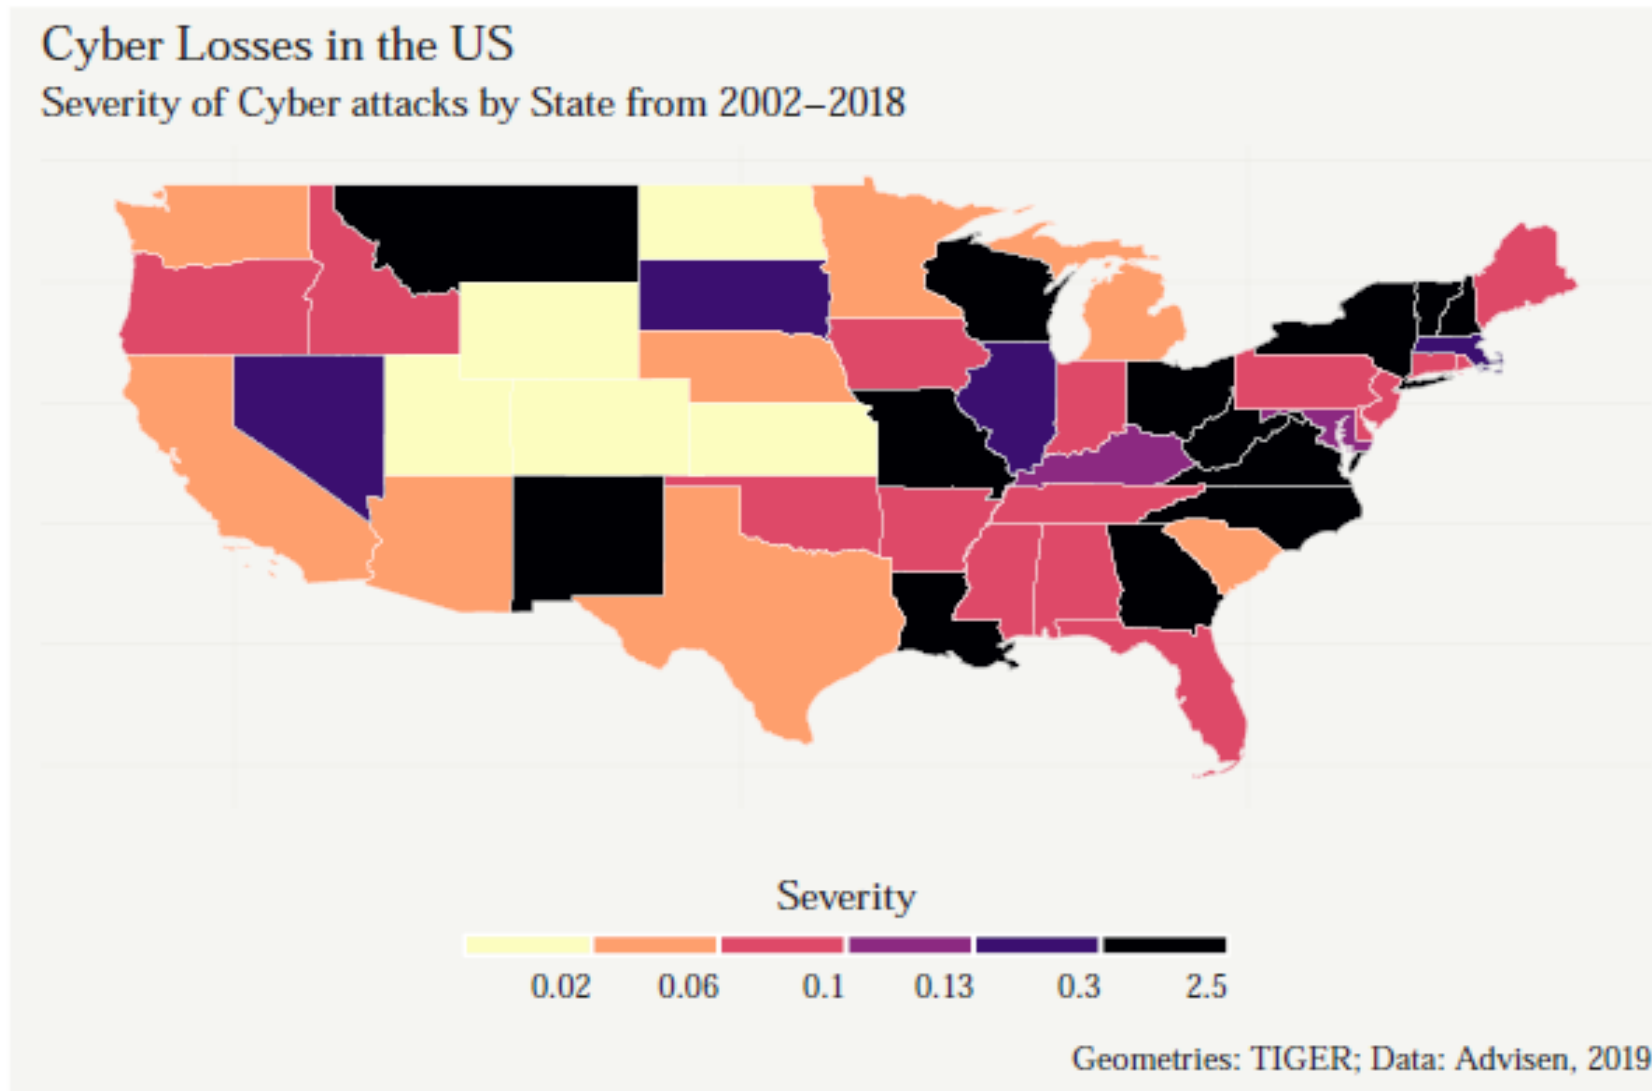 Cyber Losses in the US
Severity of Cyber attacks by State from 2002–2018
Severity
0.02 0.06 0.1 0.13 0.3 2.5
Geometries: TIGER; Data: Advisen, 2019